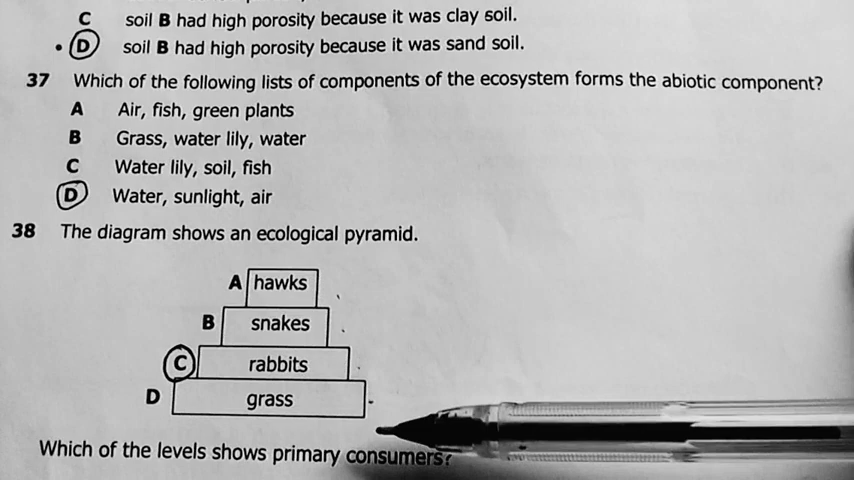 C soil B had high porosity because it was clay soil.
D soil B had high porosity because it was sand soil.
37 Which of the following lists of components of the ecosystem forms the abiotic component?
A Air, fish, green plants
B Grass, water lily, water
C Water lily, soil, fish
D Water, sunlight, air
38 The diagram shows an ecological pyramid.
A hawks
B snakes
C rabbits
D grass
Which of the levels shows primary consumers?